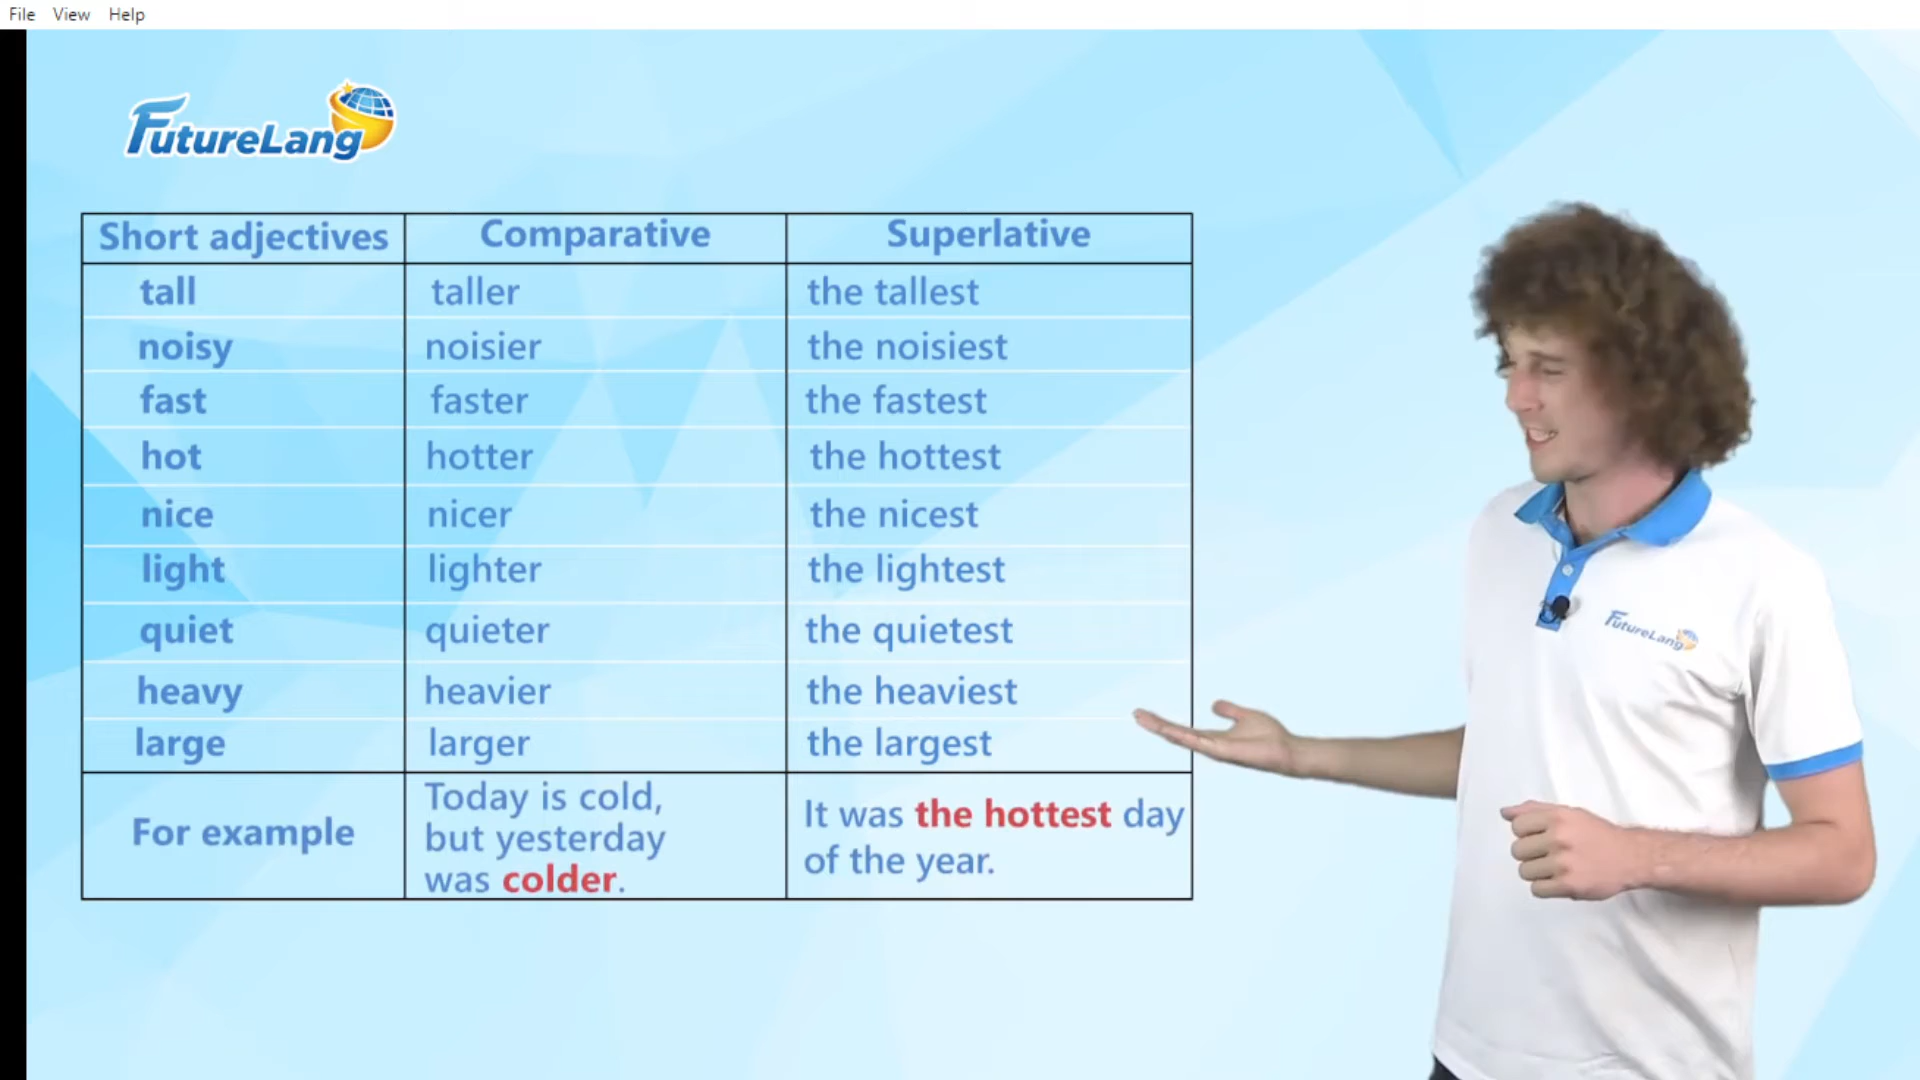 File View Help
FutureLang
Short adjectives Comparative Superlative
tall taller the tallest
noisy noisier the noisiest
fast faster the fastest
hot hotter the hottest
nice nicer the nicest
light lighter the lightest
quiet quieter the quietest
heavy heavier the heaviest
large larger the largest
For example
Today is cold,
but yesterday
was colder.
It was the hottest day
of the year.
FutureLang